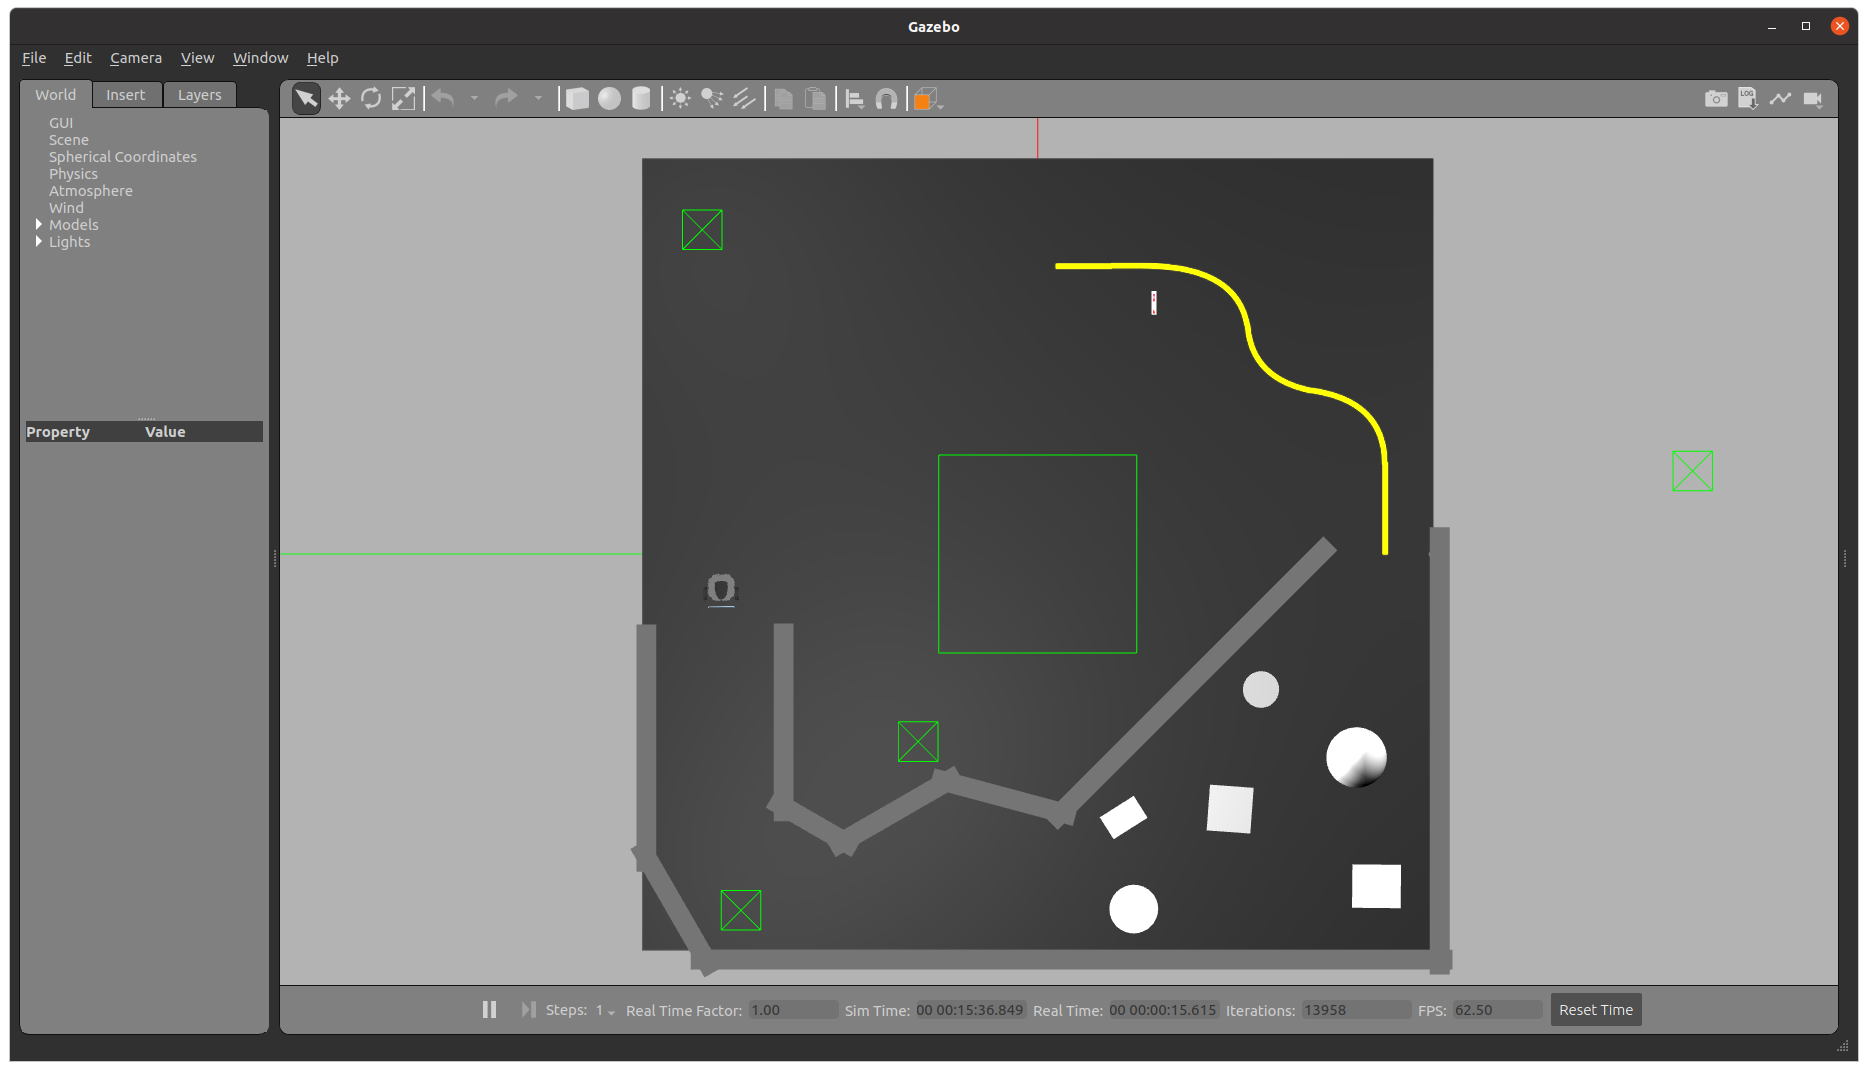 Gazebo
File Edit Camera View Window Help
World Insert Layers
LOG
GUI
Scene
Spherical Coordinates
Physics
Atmosphere
Wind
Models
Lights
Property Value
Steps: 1 Real Time Factor: 1.00 Sim Time: 00 00:15:36.849 Real Time: 00 00:00:15.615 Iterations: 13958 FPS: 62.50 Reset Time